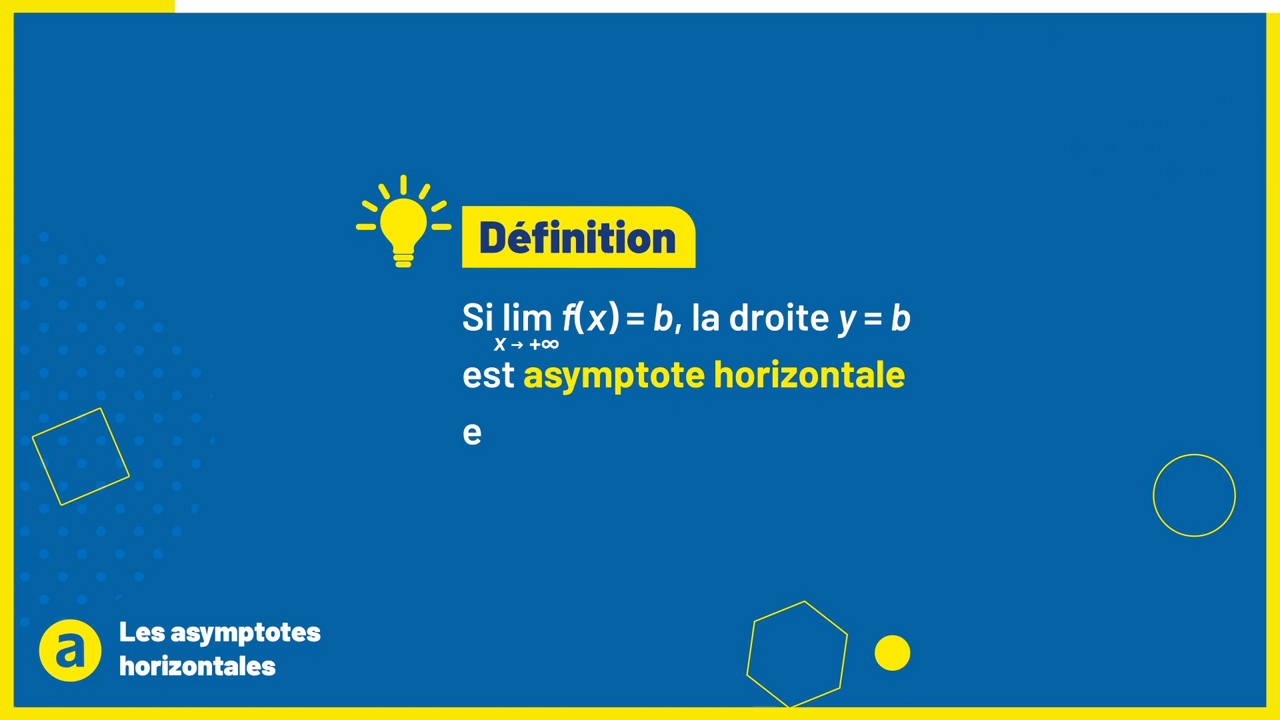 Définition
Si lim f(x) = b, la droite y = b
x → +∞
est asymptote horizontale
e
a
Les asymptotes
horizontales